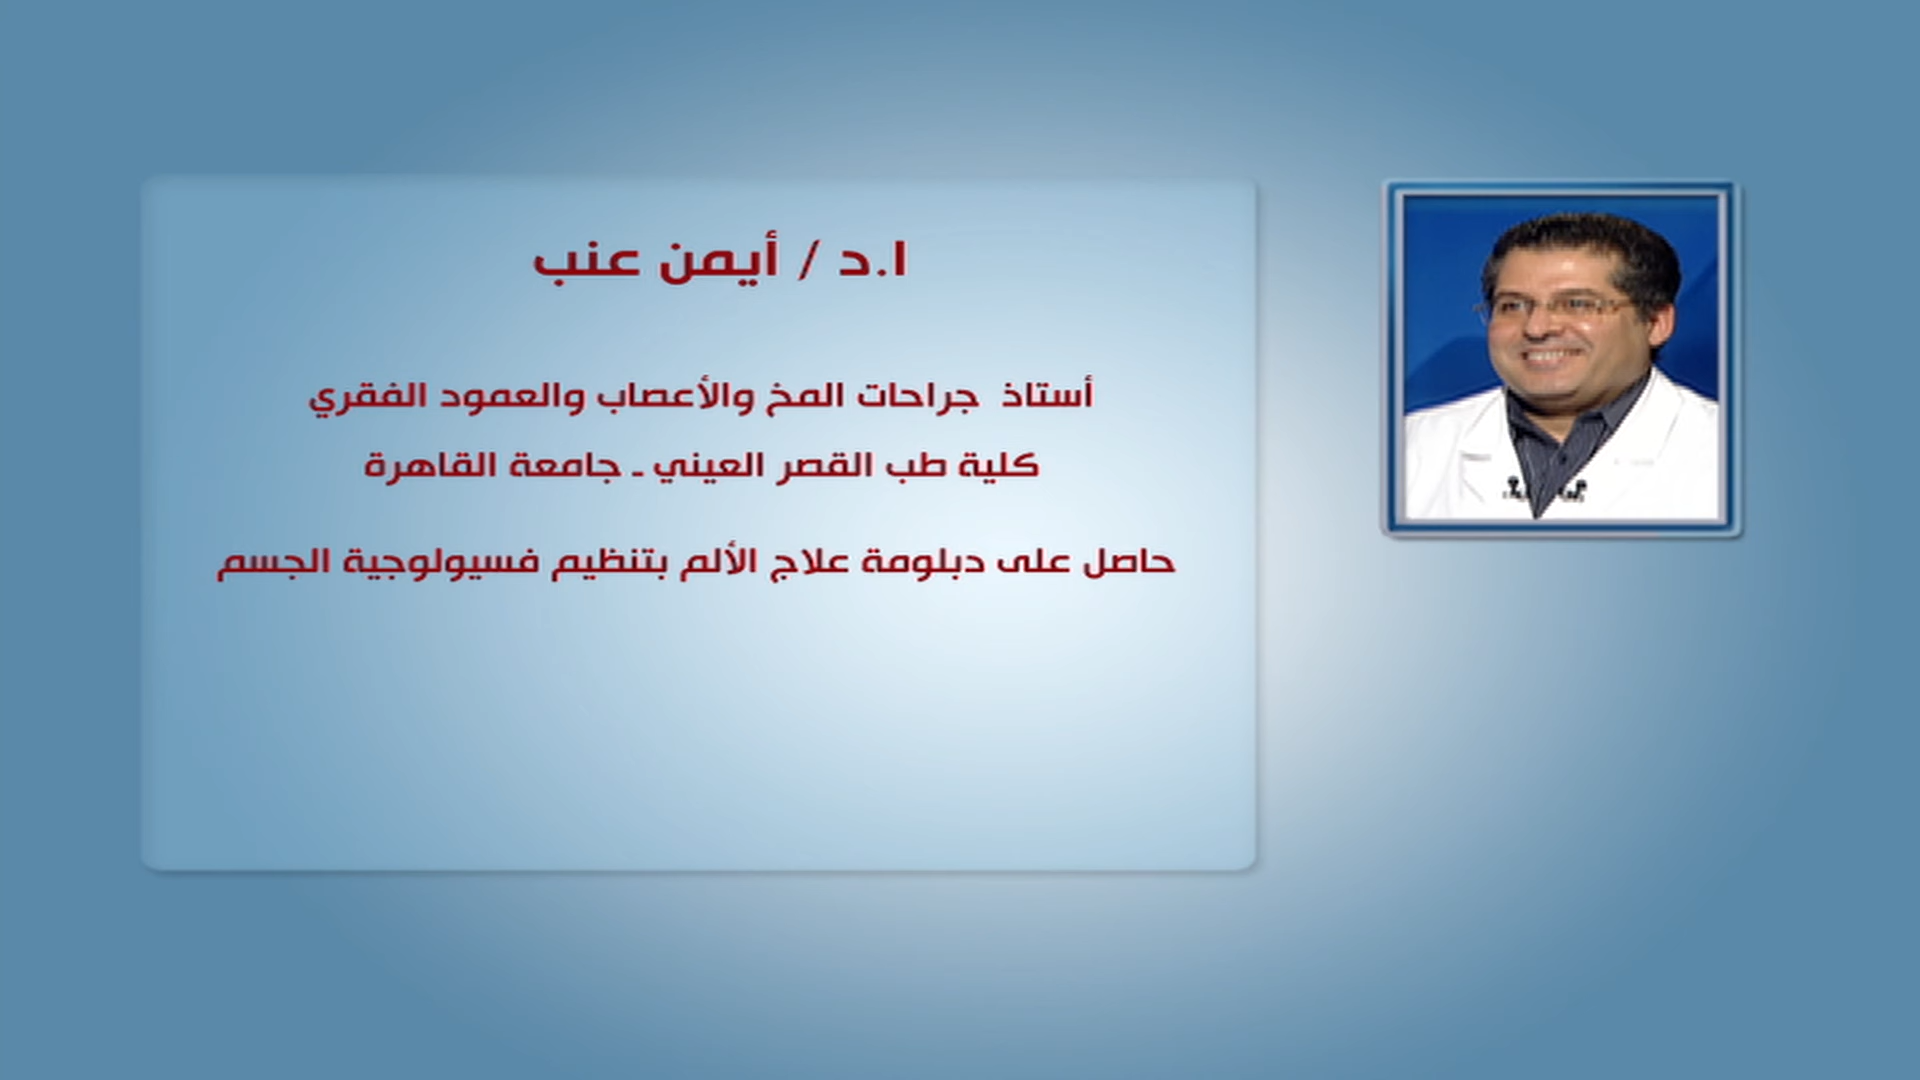 ا.د / أيمن عنب
أستاذ جراحات المخ والأعصاب والعمود الفقري
كلية طب القصر العيني - جامعة القاهرة
حاصل على دبلومة علاج الألم بتنظيم فسيولوجية الجسم